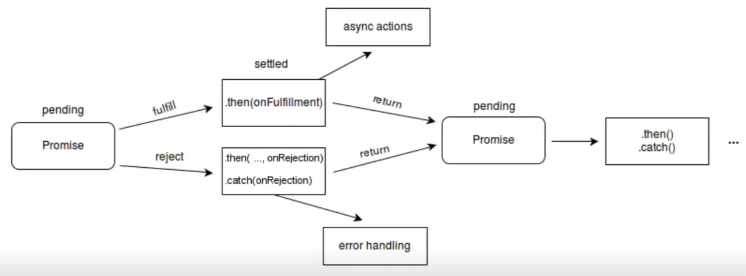 async actions
settled
pending
fulfill
.then(onFulfillment)
return
pending
Promise
reject
.then( ..., onRejection)
.catch(onRejection)
return
Promise
.then()
.catch()
...
error handling